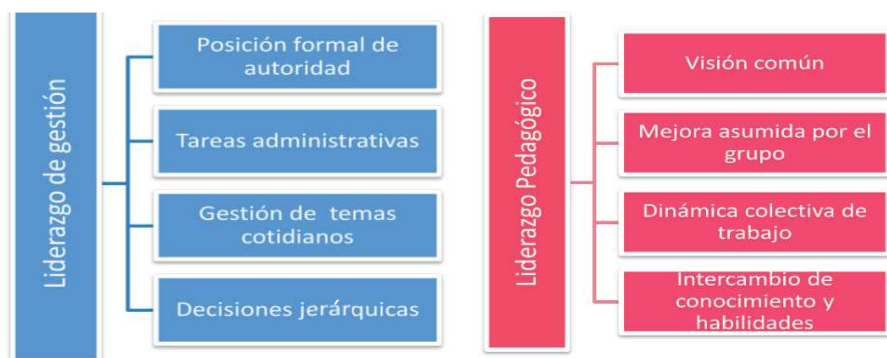 Liderazgo de gestión
Posición formal de
autoridad
Tareas administrativas
Gestión de temas
cotidianos
Decisiones jerárquicas
Liderazgo Pedagógico
Visión común
Mejora asumida por el
grupo
Dinámica colectiva de
trabajo
Intercambio de
conocimiento y
habilidades